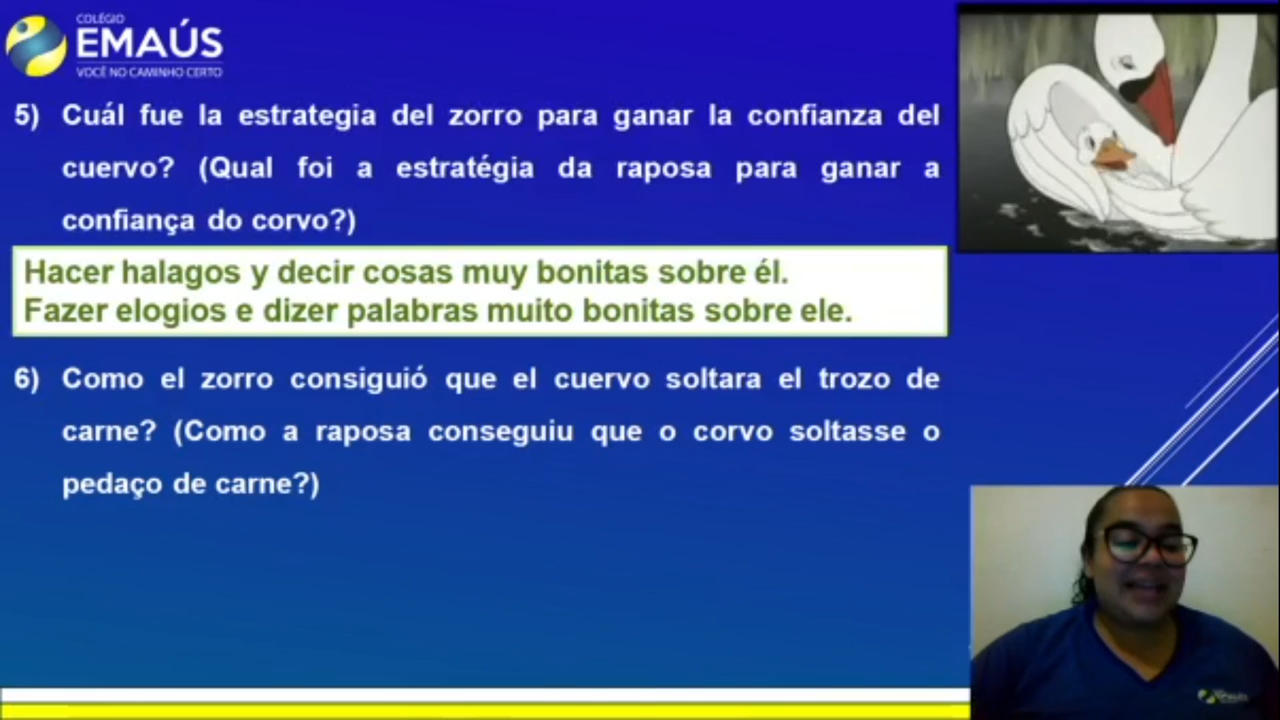 COLÉGIO
EMAÚS
VOCÊ NO CAMINHO CERTO
5) Cuál fue la estrategia del zorro para ganar la confianza del
cuervo? (Qual foi a estratégia da raposa para ganar a
confiança do corvo?)
Hacer halagos y decir cosas muy bonitas sobre él.
Fazer elogios e dizer palabras muito bonitas sobre ele.
6) Como el zorro consiguió que el cuervo soltara el trozo de
carne? (Como a raposa conseguiu que o corvo soltasse o
pedaço de carne?)
EMAÚS